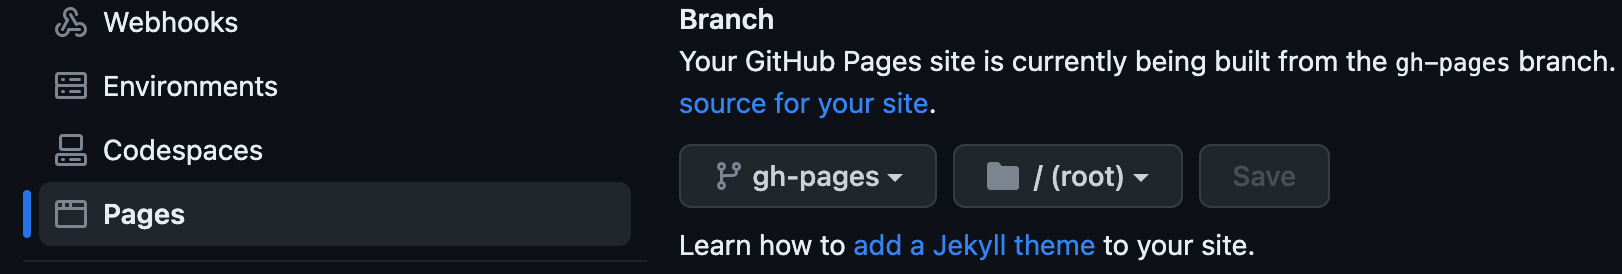 Webhooks
Environments
Codespaces
Pages
Branch
Your GitHub Pages site is currently being built from the gh-pages branch.
source for your site.
gh-pages
/ (root)
Save
Learn how to add a Jekyll theme to your site.